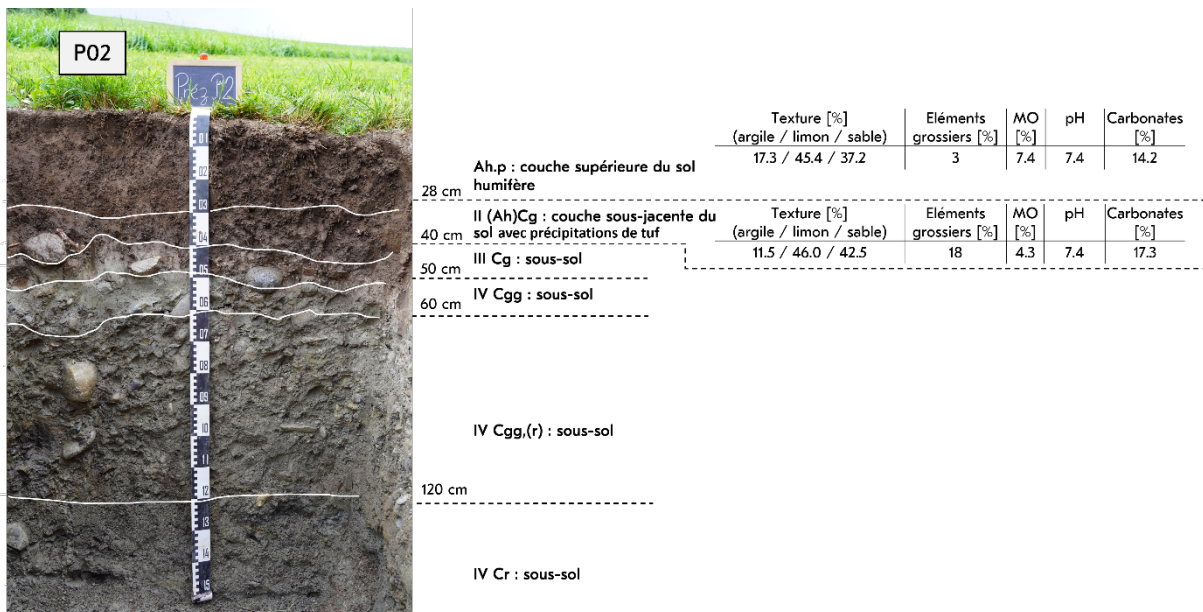 P02
Préz. P2
01
02
03
04
05
06
07
08
09
10
11
12
13
14
15
Texture [%] Eléments MO pH Carbonates
(argile / limon / sable) grossiers [%] [%] [%]
17.3 / 45.4 / 37.2 3 7.4 7.4 14.2
Ah.p : couche supérieure du sol
humifère
28 cm
II (Ah)Cg : couche sous-jacente du
sol avec précipitations de tuf
Texture [%] Eléments MO pH Carbonates
(argile / limon / sable) grossiers [%] [%] [%]
11.5 / 46.0 / 42.5 18 4.3 7.4 17.3
40 cm
III Cg : sous-sol
50 cm
IV Cgg : sous-sol
60 cm
IV Cgg,(r) : sous-sol
120 cm
IV Cr : sous-sol